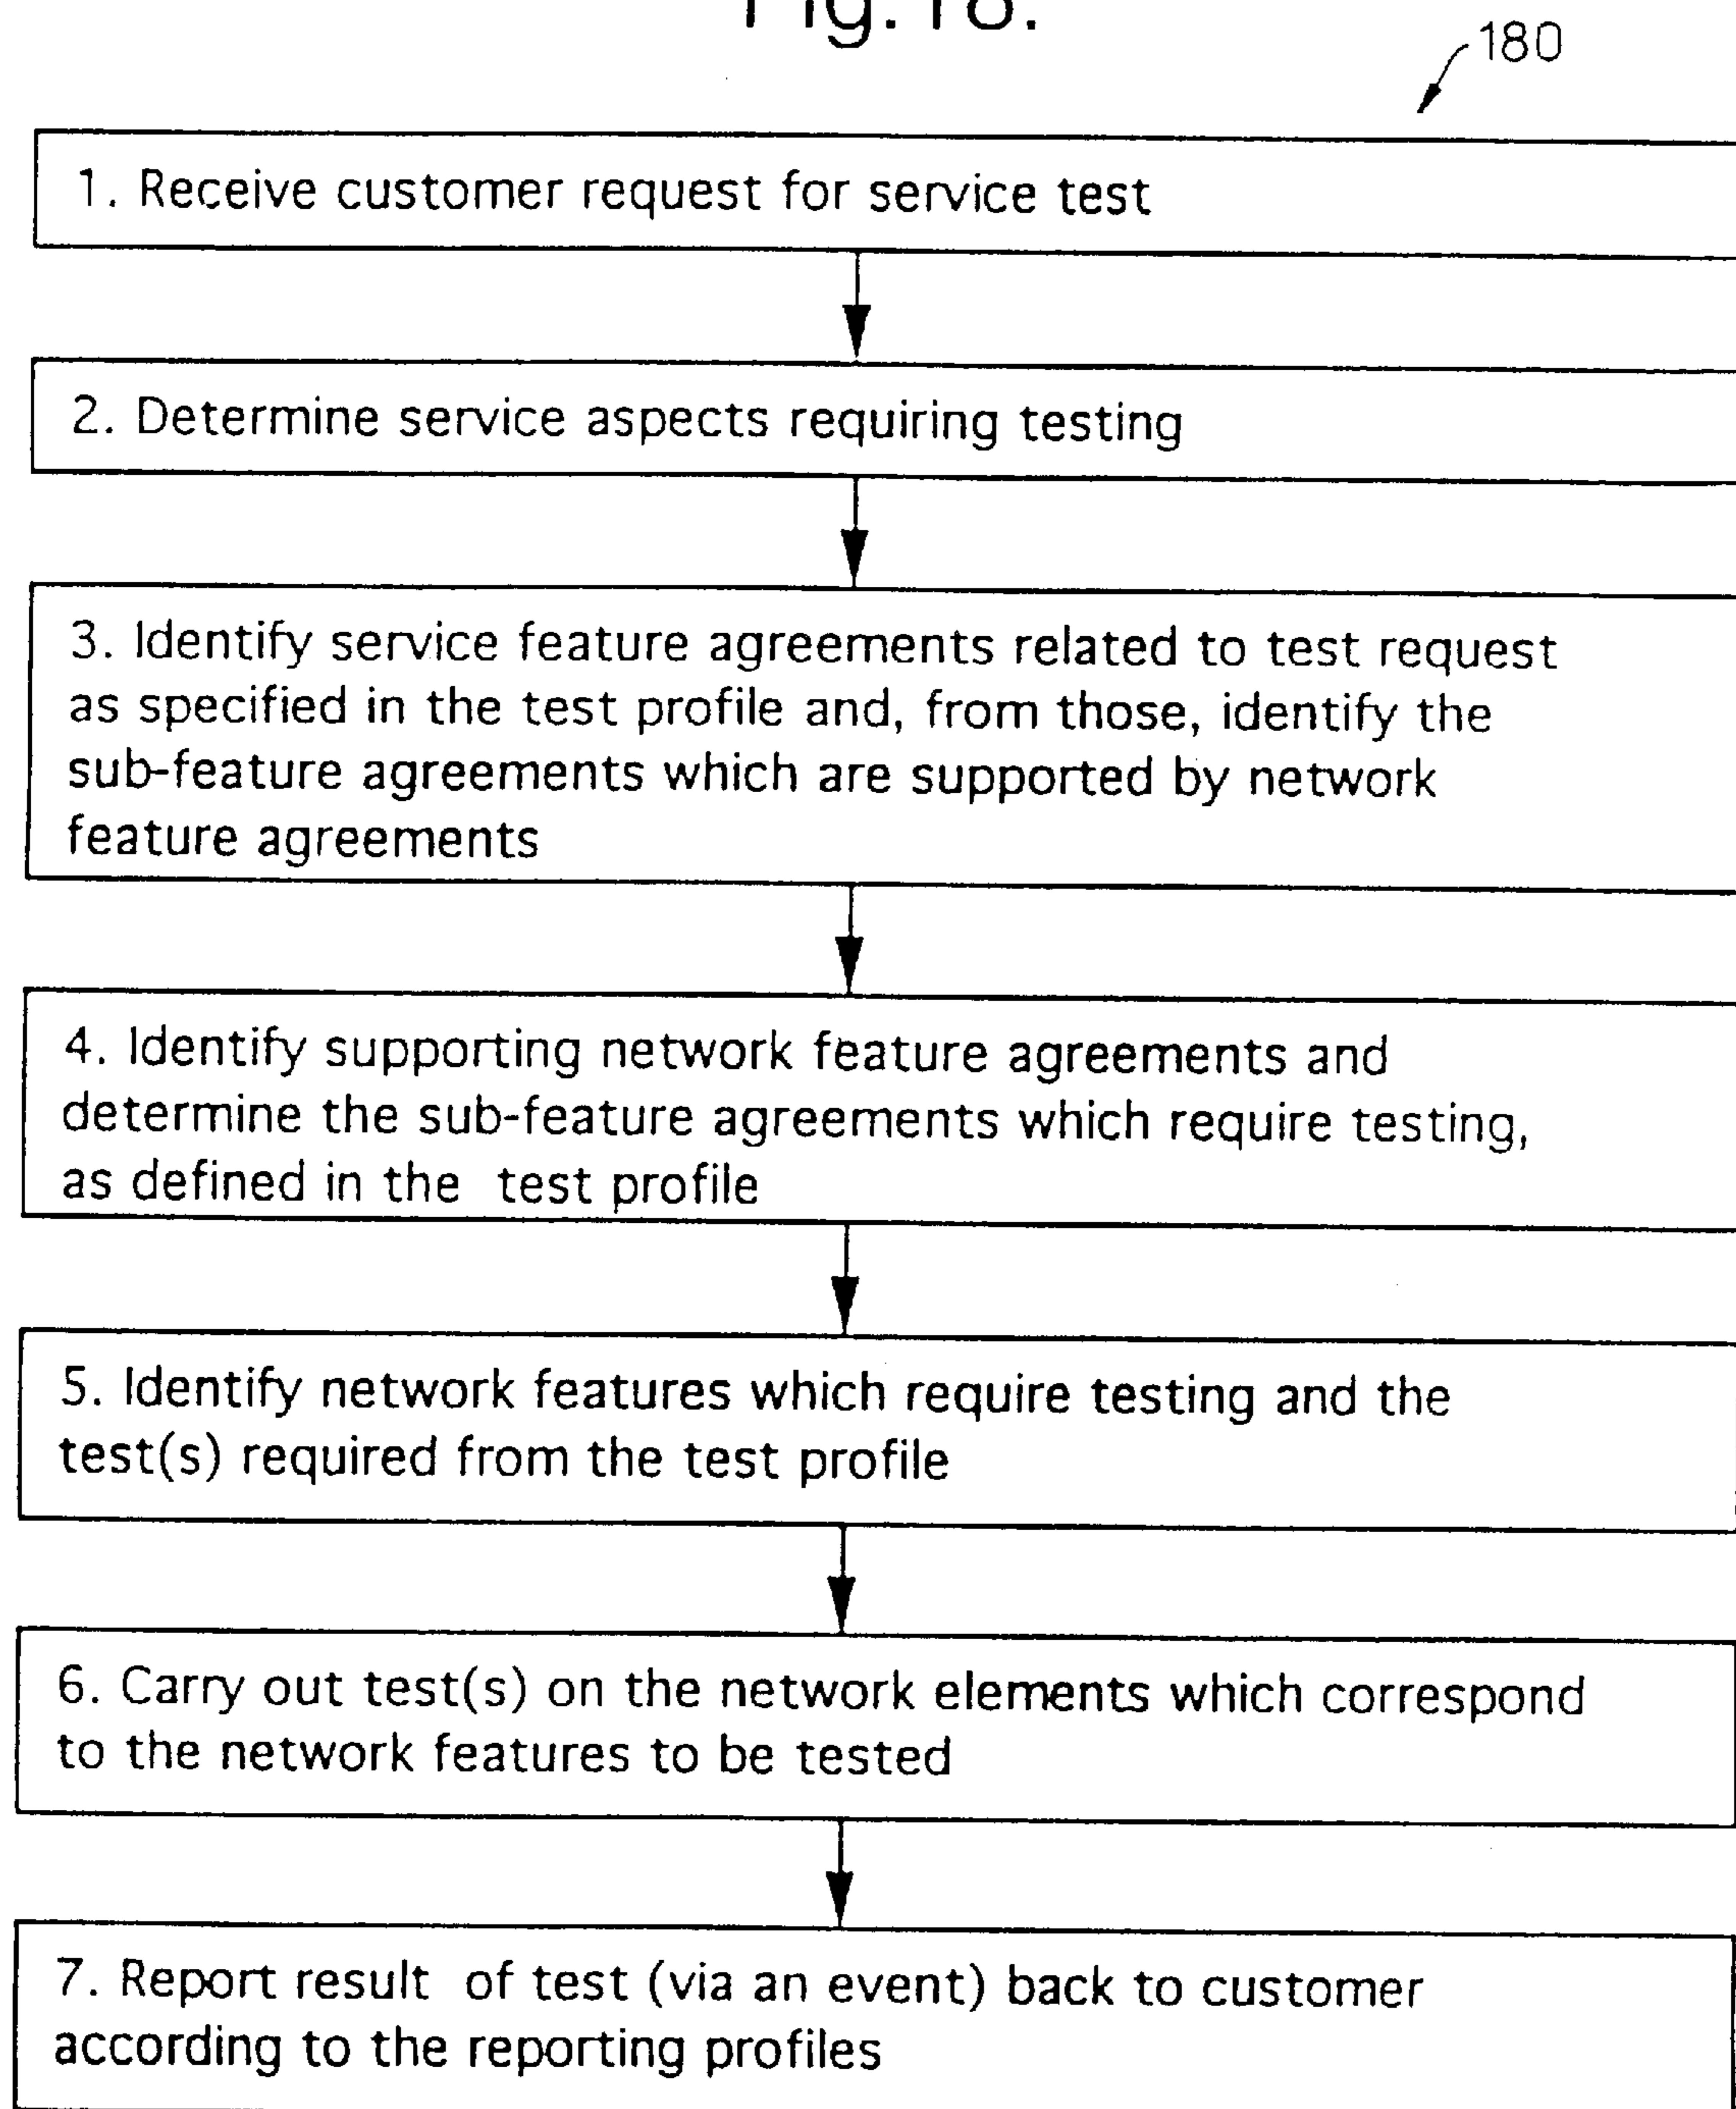 Fig.18.
180
1. Receive customer request for service test
2. Determine service aspects requiring testing
3. Identify service feature agreements related to test request
as specified in the test profile and, from those, identify the
sub-feature agreements which are supported by network
feature agreements
4. Identify supporting network feature agreements and
determine the sub-feature agreements which require testing,
as defined in the test profile
5. Identify network features which require testing and the
test(s) required from the test profile
6. Carry out test(s) on the network elements which correspond
to the network features to be tested
7. Report result of test (via an event) back to customer
according to the reporting profiles